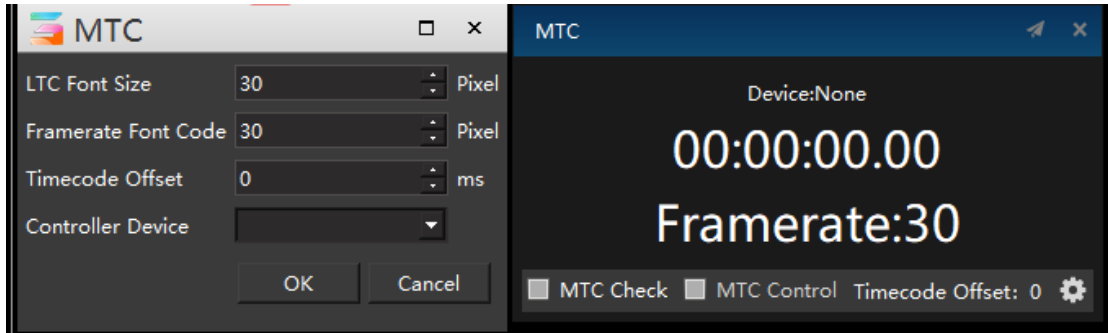 MTC
LTC Font Size 30 Pixel
Framerate Font Code 30 Pixel
Timecode Offset 0 ms
Controller Device
OK Cancel
MTC
Device:None
00:00:00.00
Framerate:30
MTC Check MTC Control Timecode Offset: 0